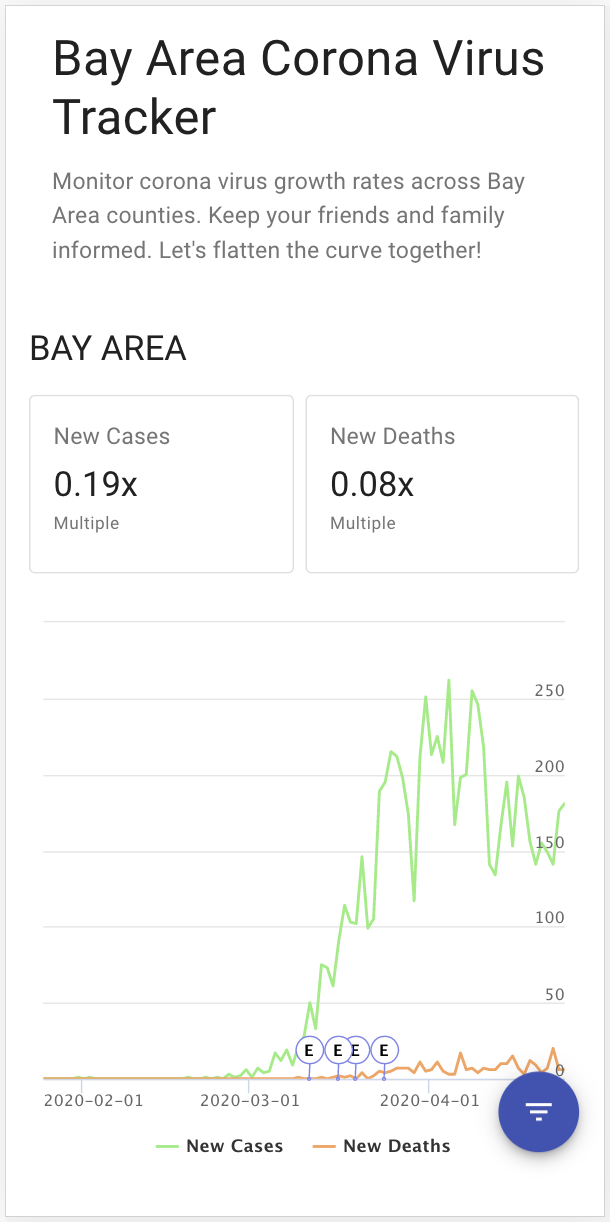 Bay Area Corona Virus
Tracker
Monitor corona virus growth rates across Bay
Area counties. Keep your friends and family
informed. Let's flatten the curve together!
BAY AREA
New Cases
0.19x
Multiple
New Deaths
0.08x
Multiple
250
200
150
100
50
E E E E
0
2020-02-01 2020-03-01 2020-04-01
New Cases New Deaths